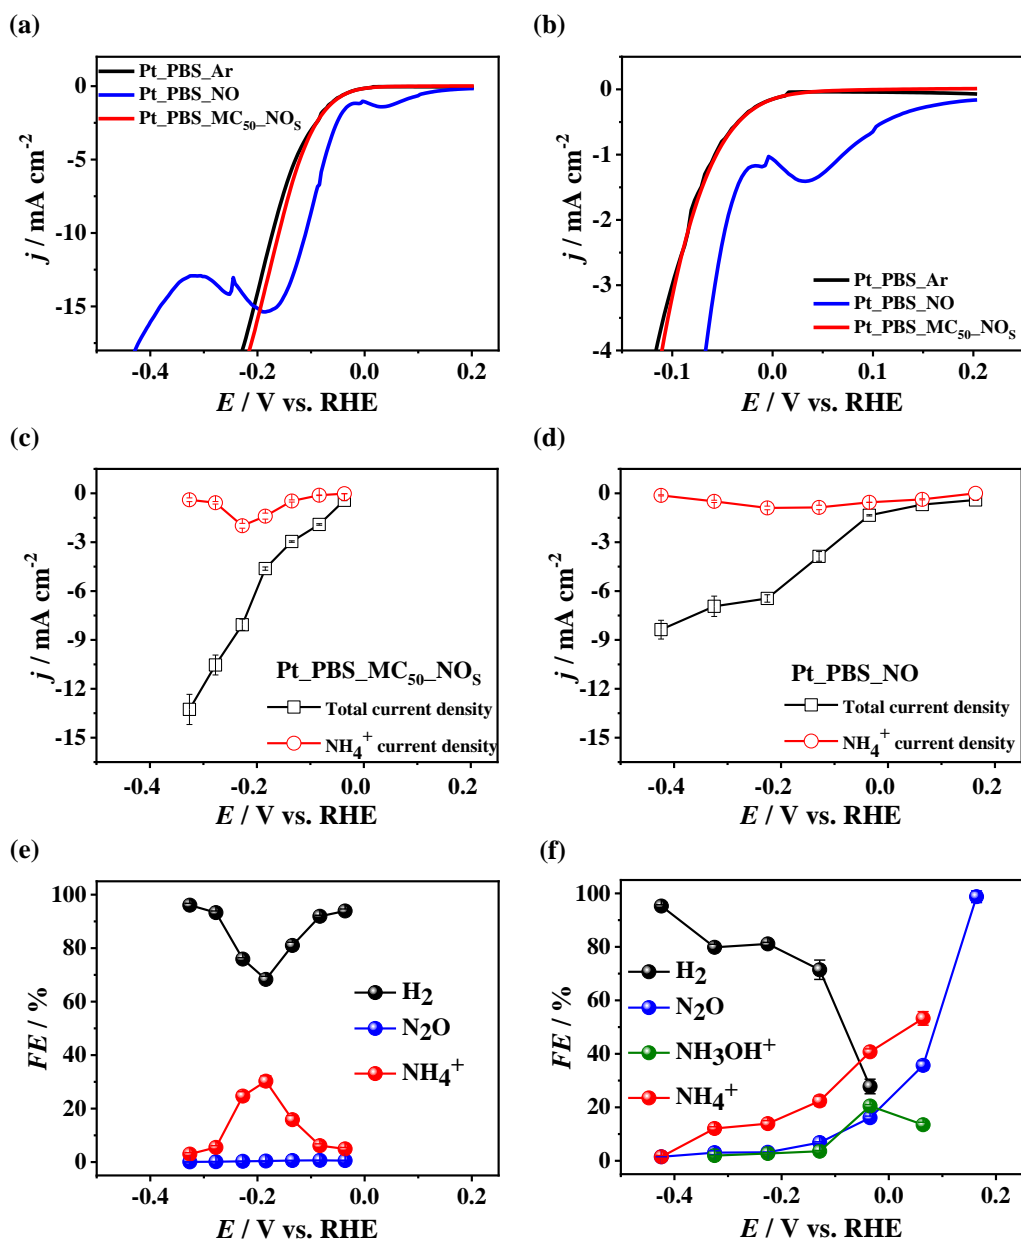 (a)
Pt_PBS_Ar
Pt_PBS_NO
Pt_PBS_MC₅₀_NOₛ
0
-5
-10
-15
j / mA cm⁻²
-0.4 -0.2 0.0 0.2
E / V vs. RHE
(b)
0
-1
-2
-3
-4
j / mA cm⁻²
Pt_PBS_Ar
Pt_PBS_NO
Pt_PBS_MC₅₀_NOₛ
-0.1 0.0 0.1 0.2
E / V vs. RHE
(c)
0
-3
-6
-9
-12
-15
j / mA cm⁻²
Pt_PBS_MC₅₀_NOₛ
Total current density
NH₄⁺ current density
-0.4 -0.2 0.0 0.2
E / V vs. RHE
(d)
0
-3
-6
-9
-12
-15
j / mA cm⁻²
Pt_PBS_NO
Total current density
NH₄⁺ current density
-0.4 -0.2 0.0 0.2
E / V vs. RHE
(e)
100
80
60
40
20
0
FE / %
H₂
N₂O
NH₄⁺
-0.4 -0.2 0.0 0.2
E / V vs. RHE
(f)
100
80
60
40
20
0
FE / %
H₂
N₂O
NH₃OH⁺
NH₄⁺
-0.4 -0.2 0.0 0.2
E / V vs. RHE